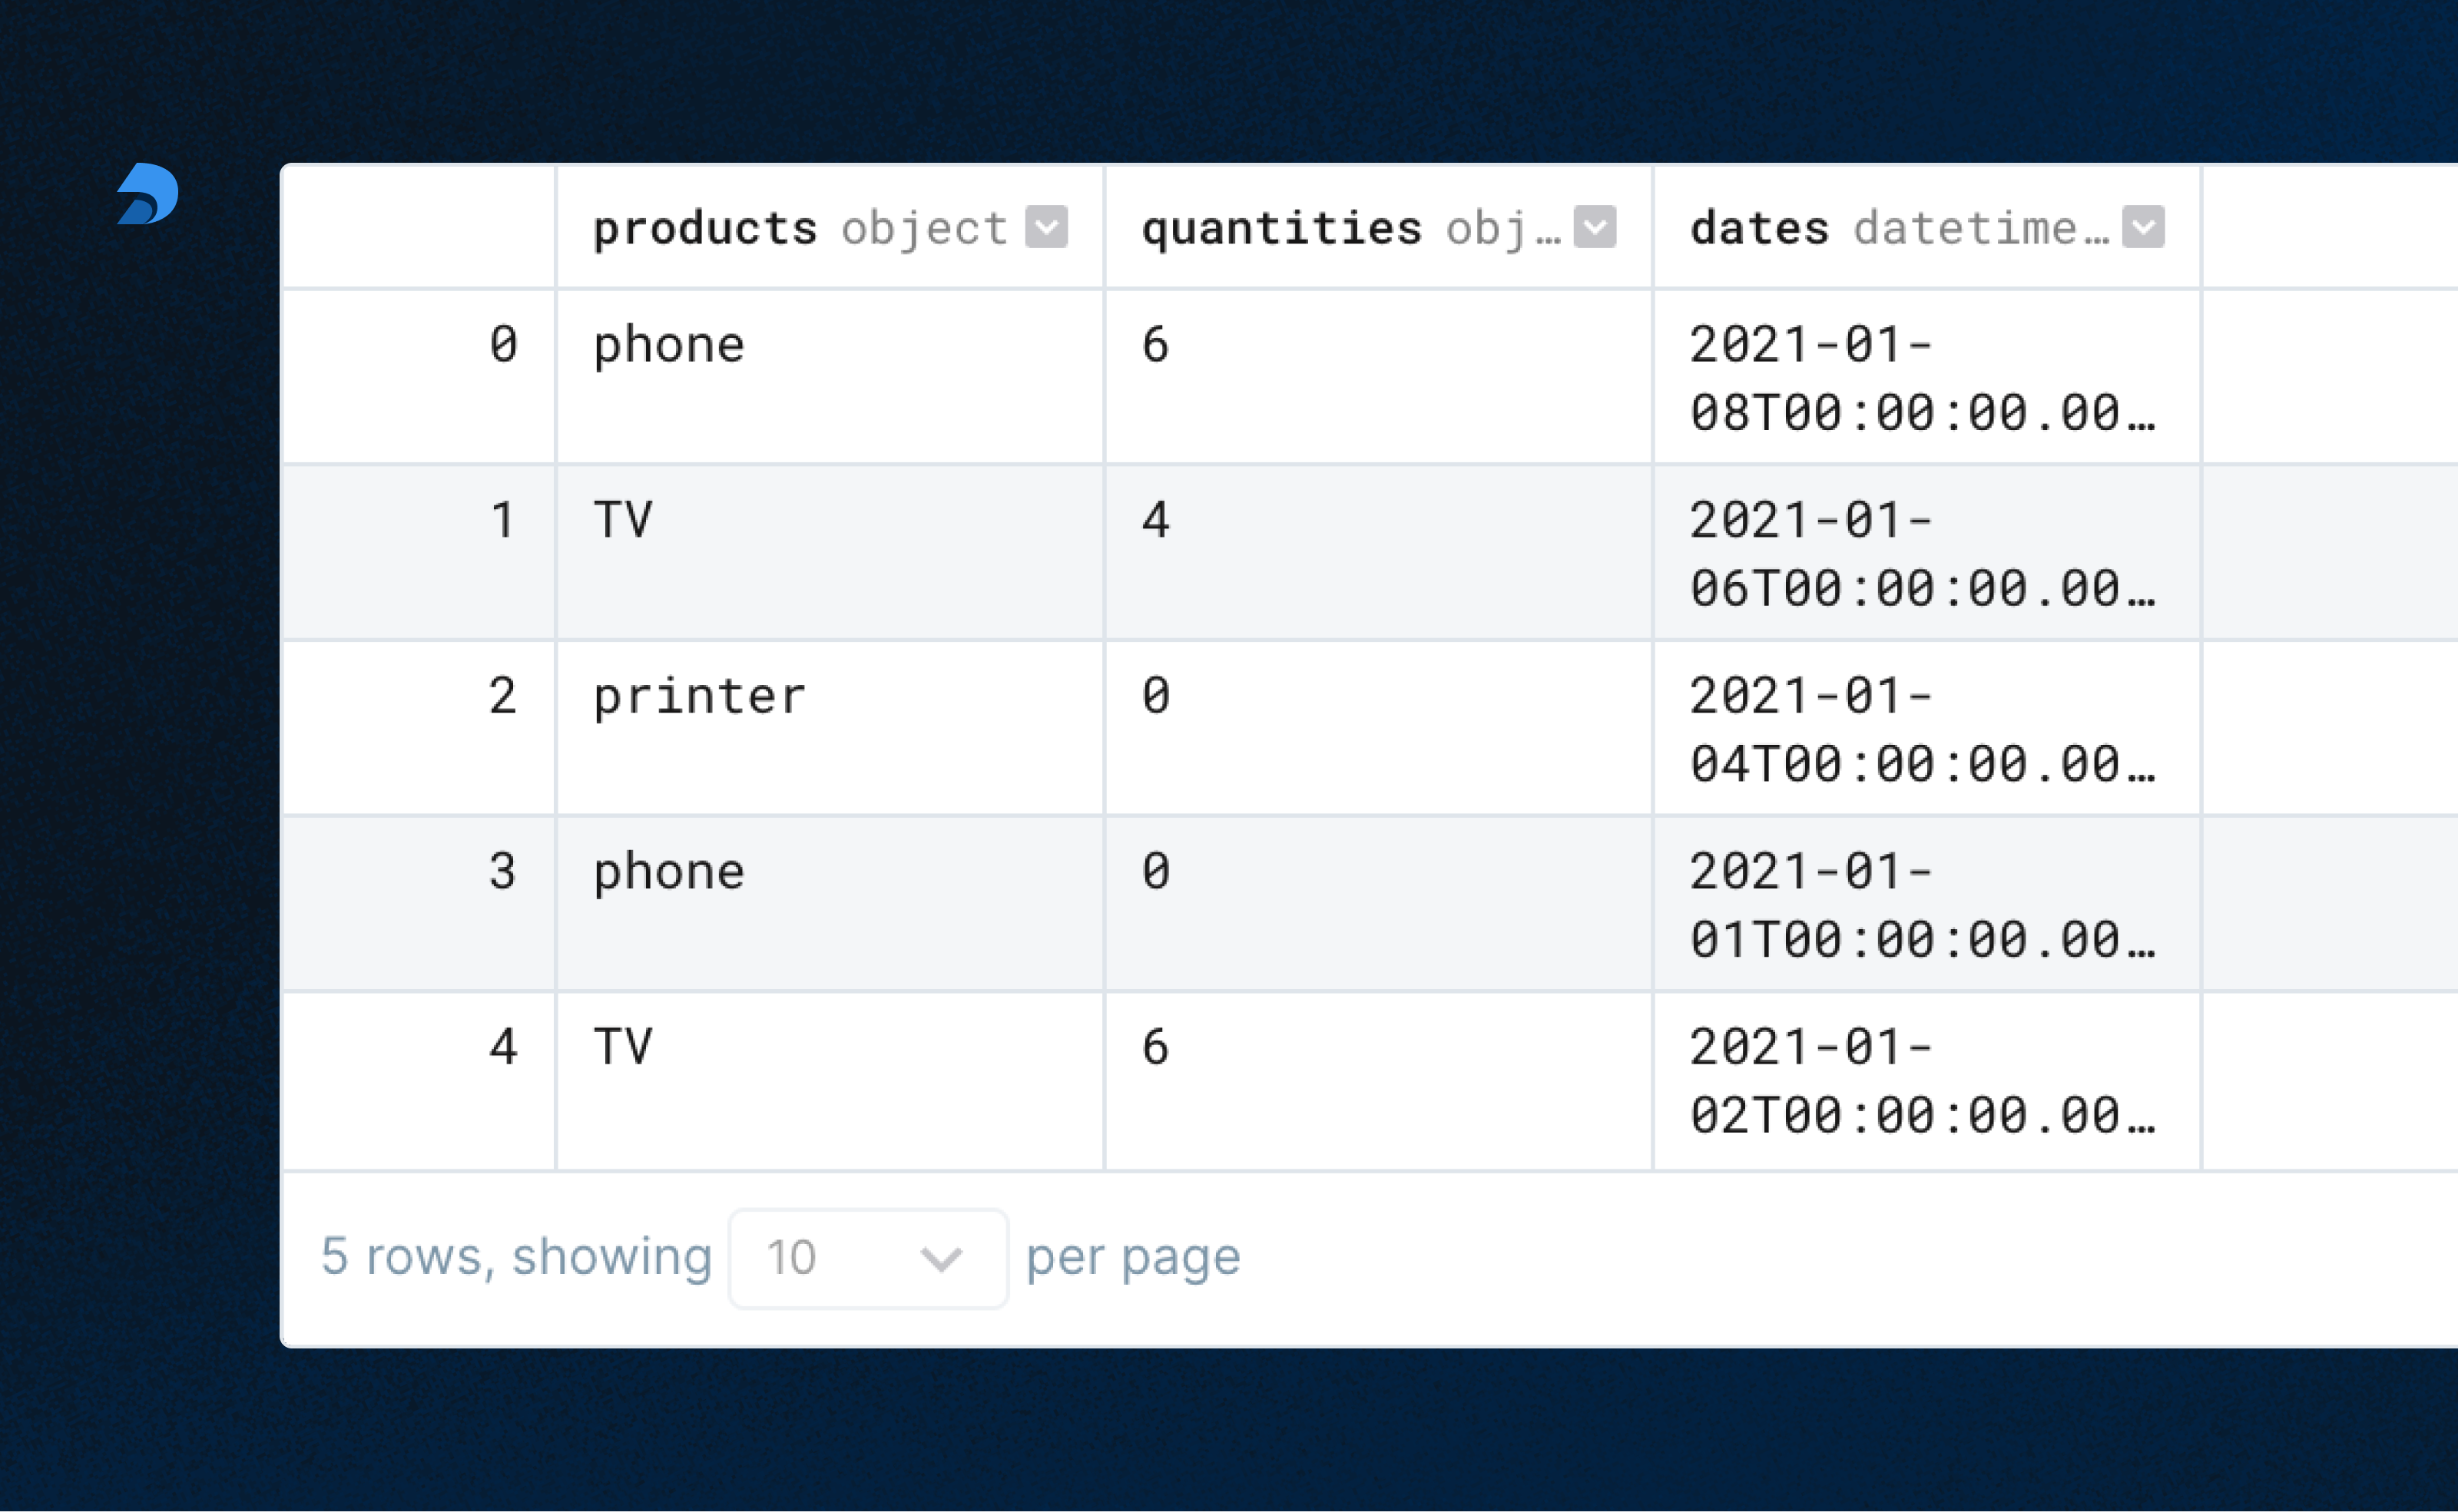 products object quantities obj… dates datetime…
0 phone 6 2021-01-
08T00:00:00.00…
1 TV 4 2021-01-
06T00:00:00.00…
2 printer 0 2021-01-
04T00:00:00.00…
3 phone 0 2021-01-
01T00:00:00.00…
4 TV 6 2021-01-
02T00:00:00.00…
5 rows, showing 10 per page